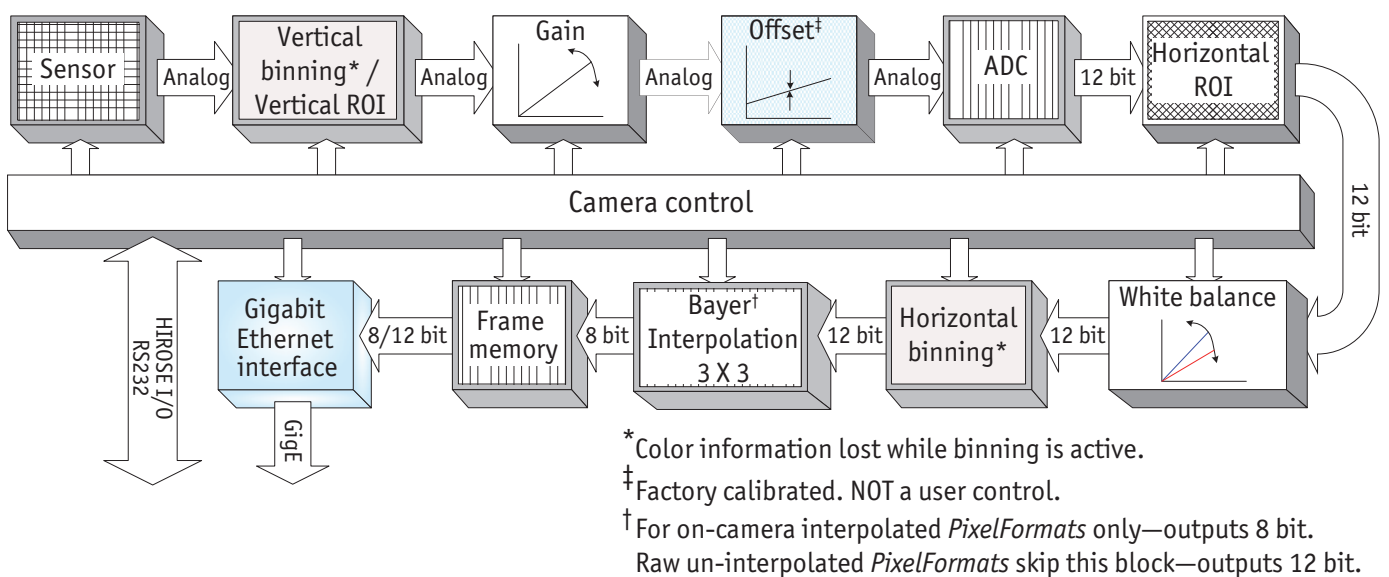 Sensor
Analog
Vertical
binning* /
Vertical ROI
Analog
Gain
Analog
Offset‡
Analog
ADC
12 bit
Horizontal
ROI
12 bit
Camera control
HIROSE I/O
RS232
Gigabit
Ethernet
interface
GigE
8/12 bit
Frame
memory
8 bit
Bayer†
Interpolation
3 X 3
12 bit
Horizontal
binning*
12 bit
White balance
*Color information lost while binning is active.
‡Factory calibrated. NOT a user control.
†For on-camera interpolated PixelFormats only—outputs 8 bit.
Raw un-interpolated PixelFormats skip this block—outputs 12 bit.